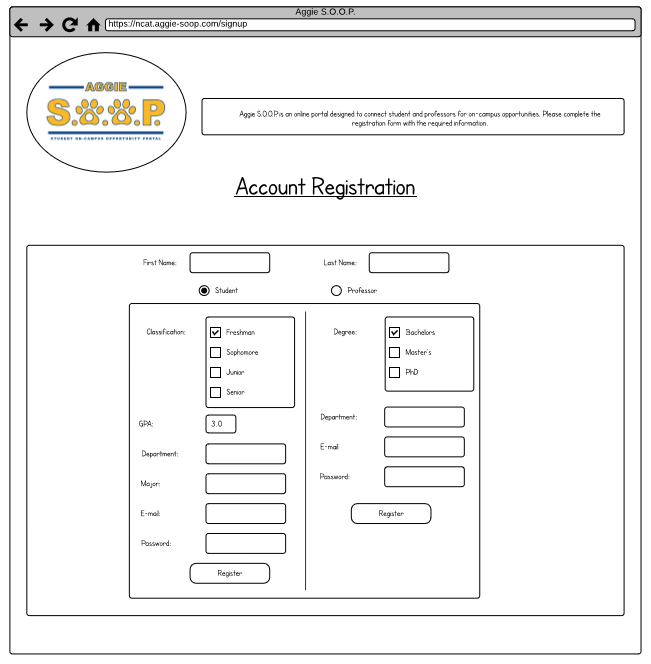 Aggie S.O.O.P.
https://ncat.aggie-soop.com/signup
AGGIE
S.O.O.P.
STUDENT ON-CAMPUS OPPORTUNITY PORTAL
Aggie S.O.O.P is an online portal designed to connect student and professors for on-campus opportunities. Please complete the
registration form with the required information.
Account Registration
First Name:
Last Name:
Student
Professor
Classification:
Freshman
Sophomore
Junior
Senior
GPA:
3.0
Department:
Major:
E-mail:
Password:
Register
Degree:
Bachelors
Master's
PhD
Department:
E-mail
Password:
Register